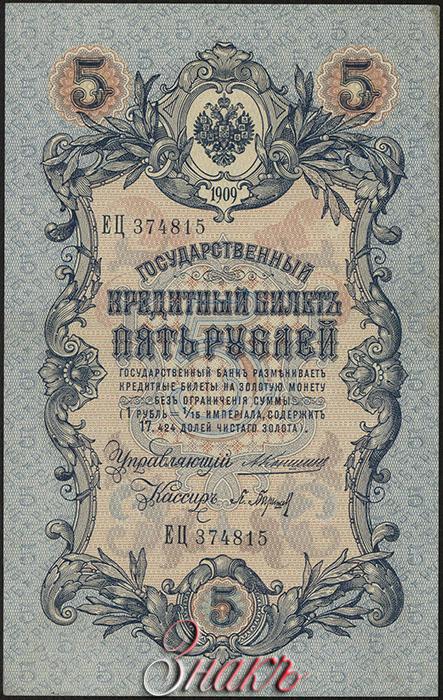 5 5
1909
ЕЦ 374815
ГОСУДАРСТВЕННЫЙ
КРЕДИТНЫЙ БИЛЕТЪ
ПЯТЬ РУБЛЕЙ
5
ГОСУДАРСТВЕННЫЙ БАНКЪ РАЗМѢНИВАЕТЪ
КРЕДИТНЫЕ БИЛЕТЫ НА ЗОЛОТУЮ МОНЕТУ
БЕЗЪ ОГРАНИЧЕНІЯ СУММЫ
(1 РУБЛЬ = 1/15 ИМПЕРІАЛА, СОДЕРЖИТЪ
17,424 ДОЛЕЙ ЧИСТАГО ЗОЛОТА).
Управляющій
Кассиръ
ЕЦ 374815
5
Знакъ